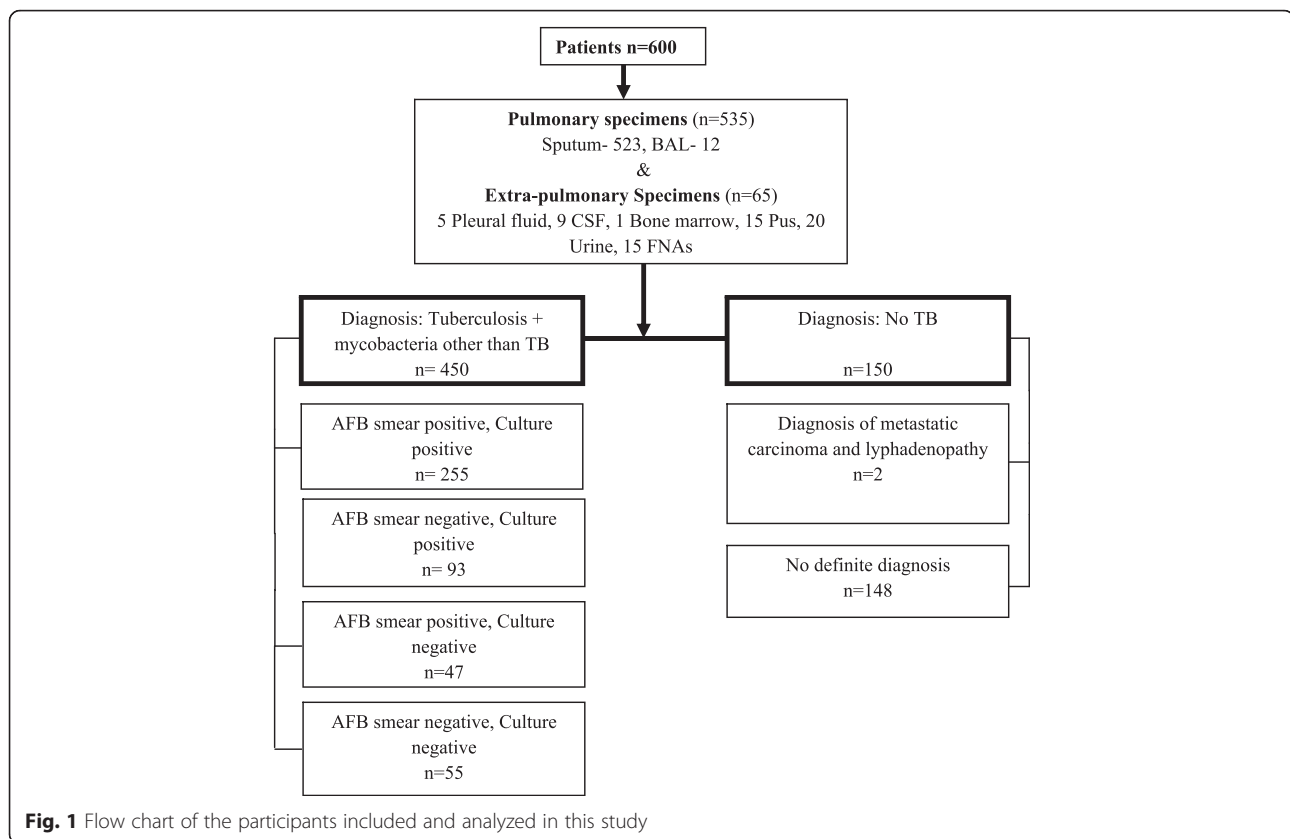 Patients n=600
Pulmonary specimens (n=535)
Sputum- 523, BAL- 12
&
Extra-pulmonary Specimens (n=65)
5 Pleural fluid, 9 CSF, 1 Bone marrow, 15 Pus, 20
Urine, 15 FNAs
Diagnosis: Tuberculosis +
mycobacteria other than TB
n= 450
AFB smear positive, Culture
positive
n= 255
AFB smear negative, Culture
positive
n= 93
AFB smear positive, Culture
negative
n=47
AFB smear negative, Culture
negative
n=55
Diagnosis: No TB
n=150
Diagnosis of metastatic
carcinoma and lyphadenopathy
n=2
No definite diagnosis
n=148
Fig. 1 Flow chart of the participants included and analyzed in this study